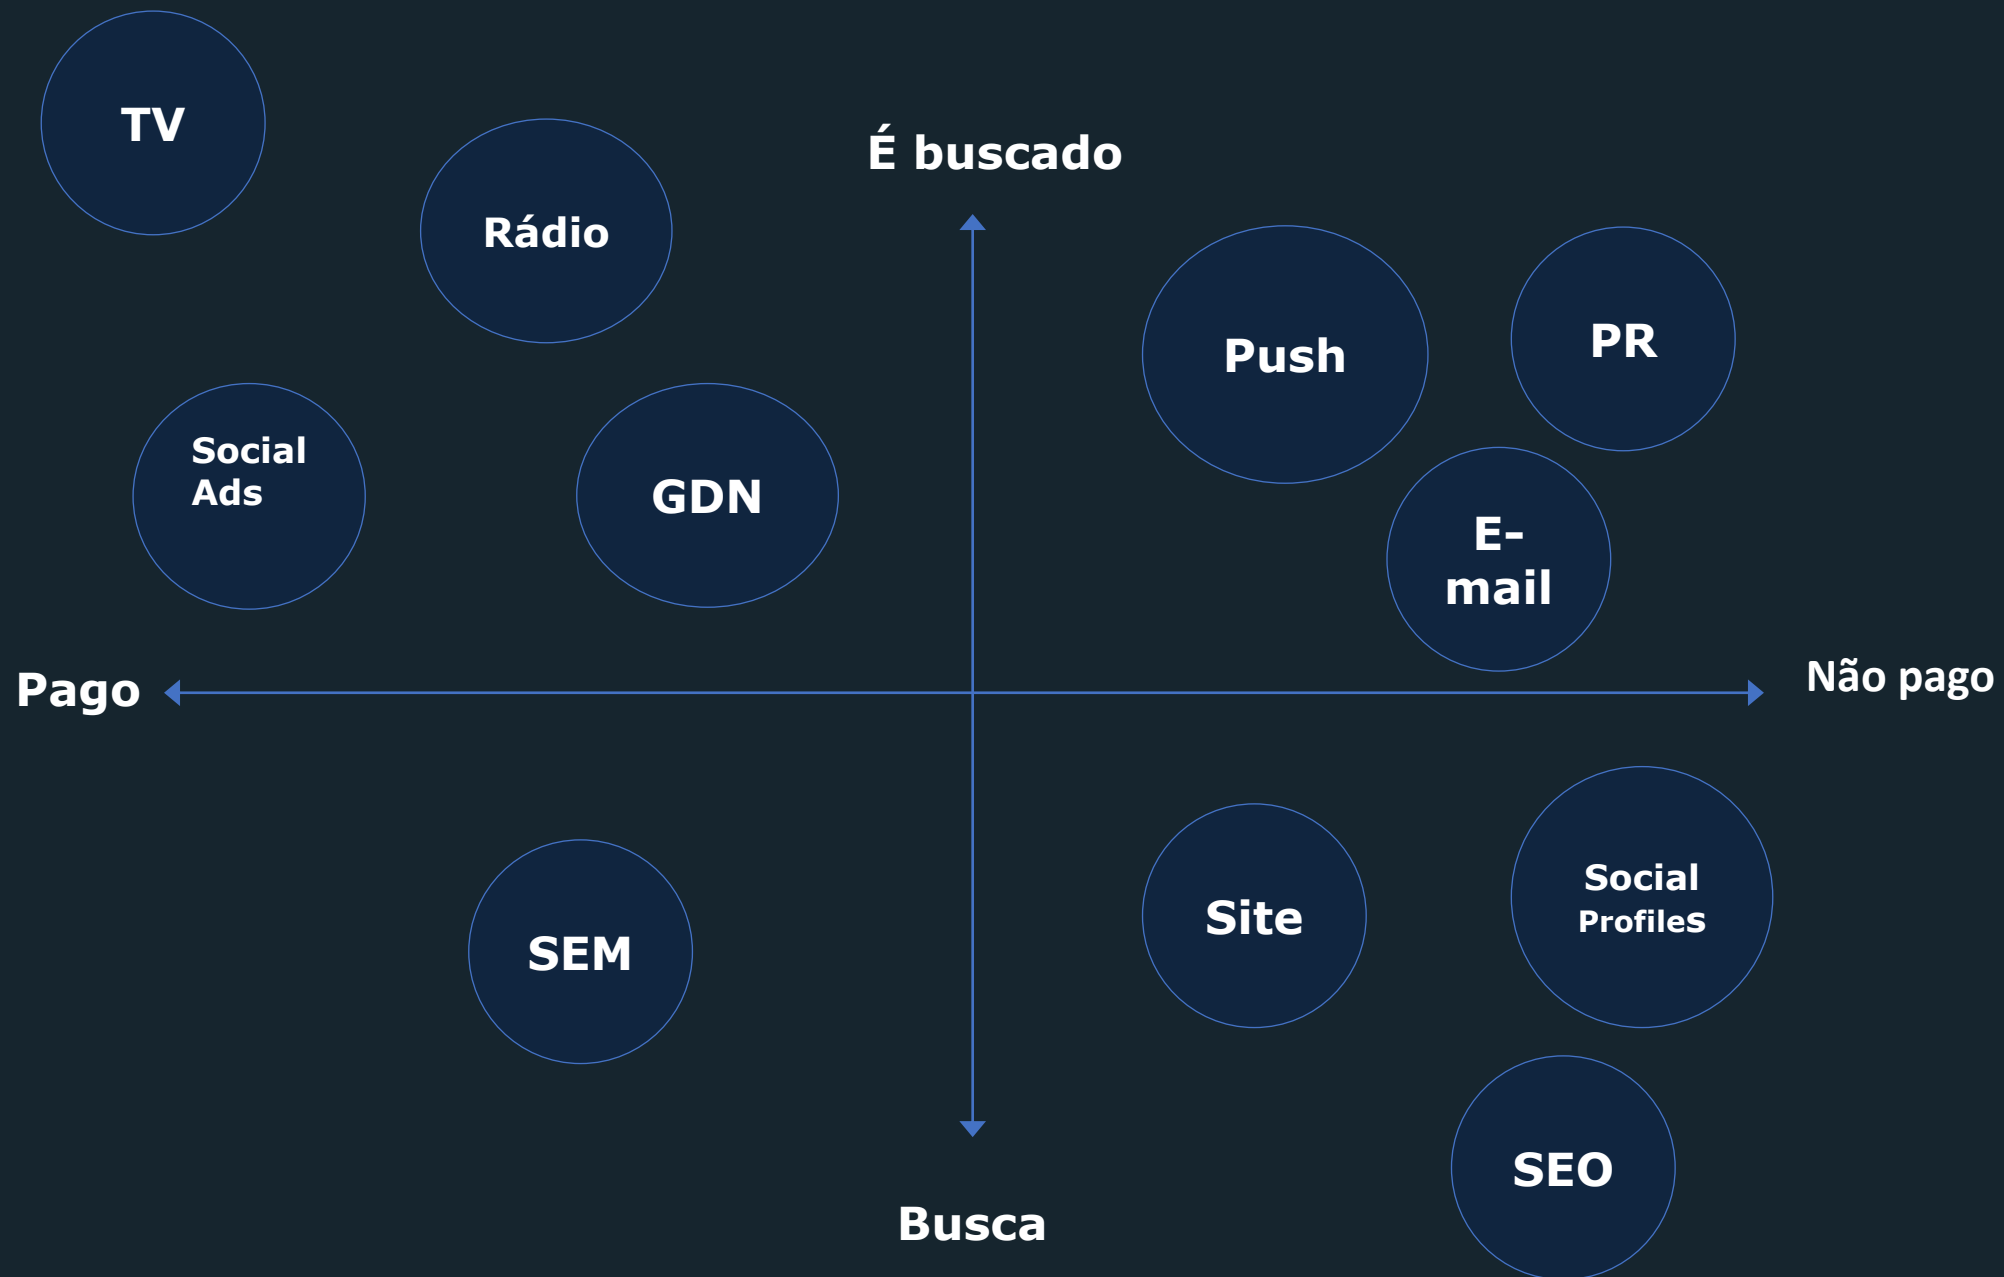 TV
É buscado
Rádio
Push
PR
Social
Ads
GDN
E-
mail
Pago
Não pago
Social
Profiles
Site
SEM
SEO
Busca